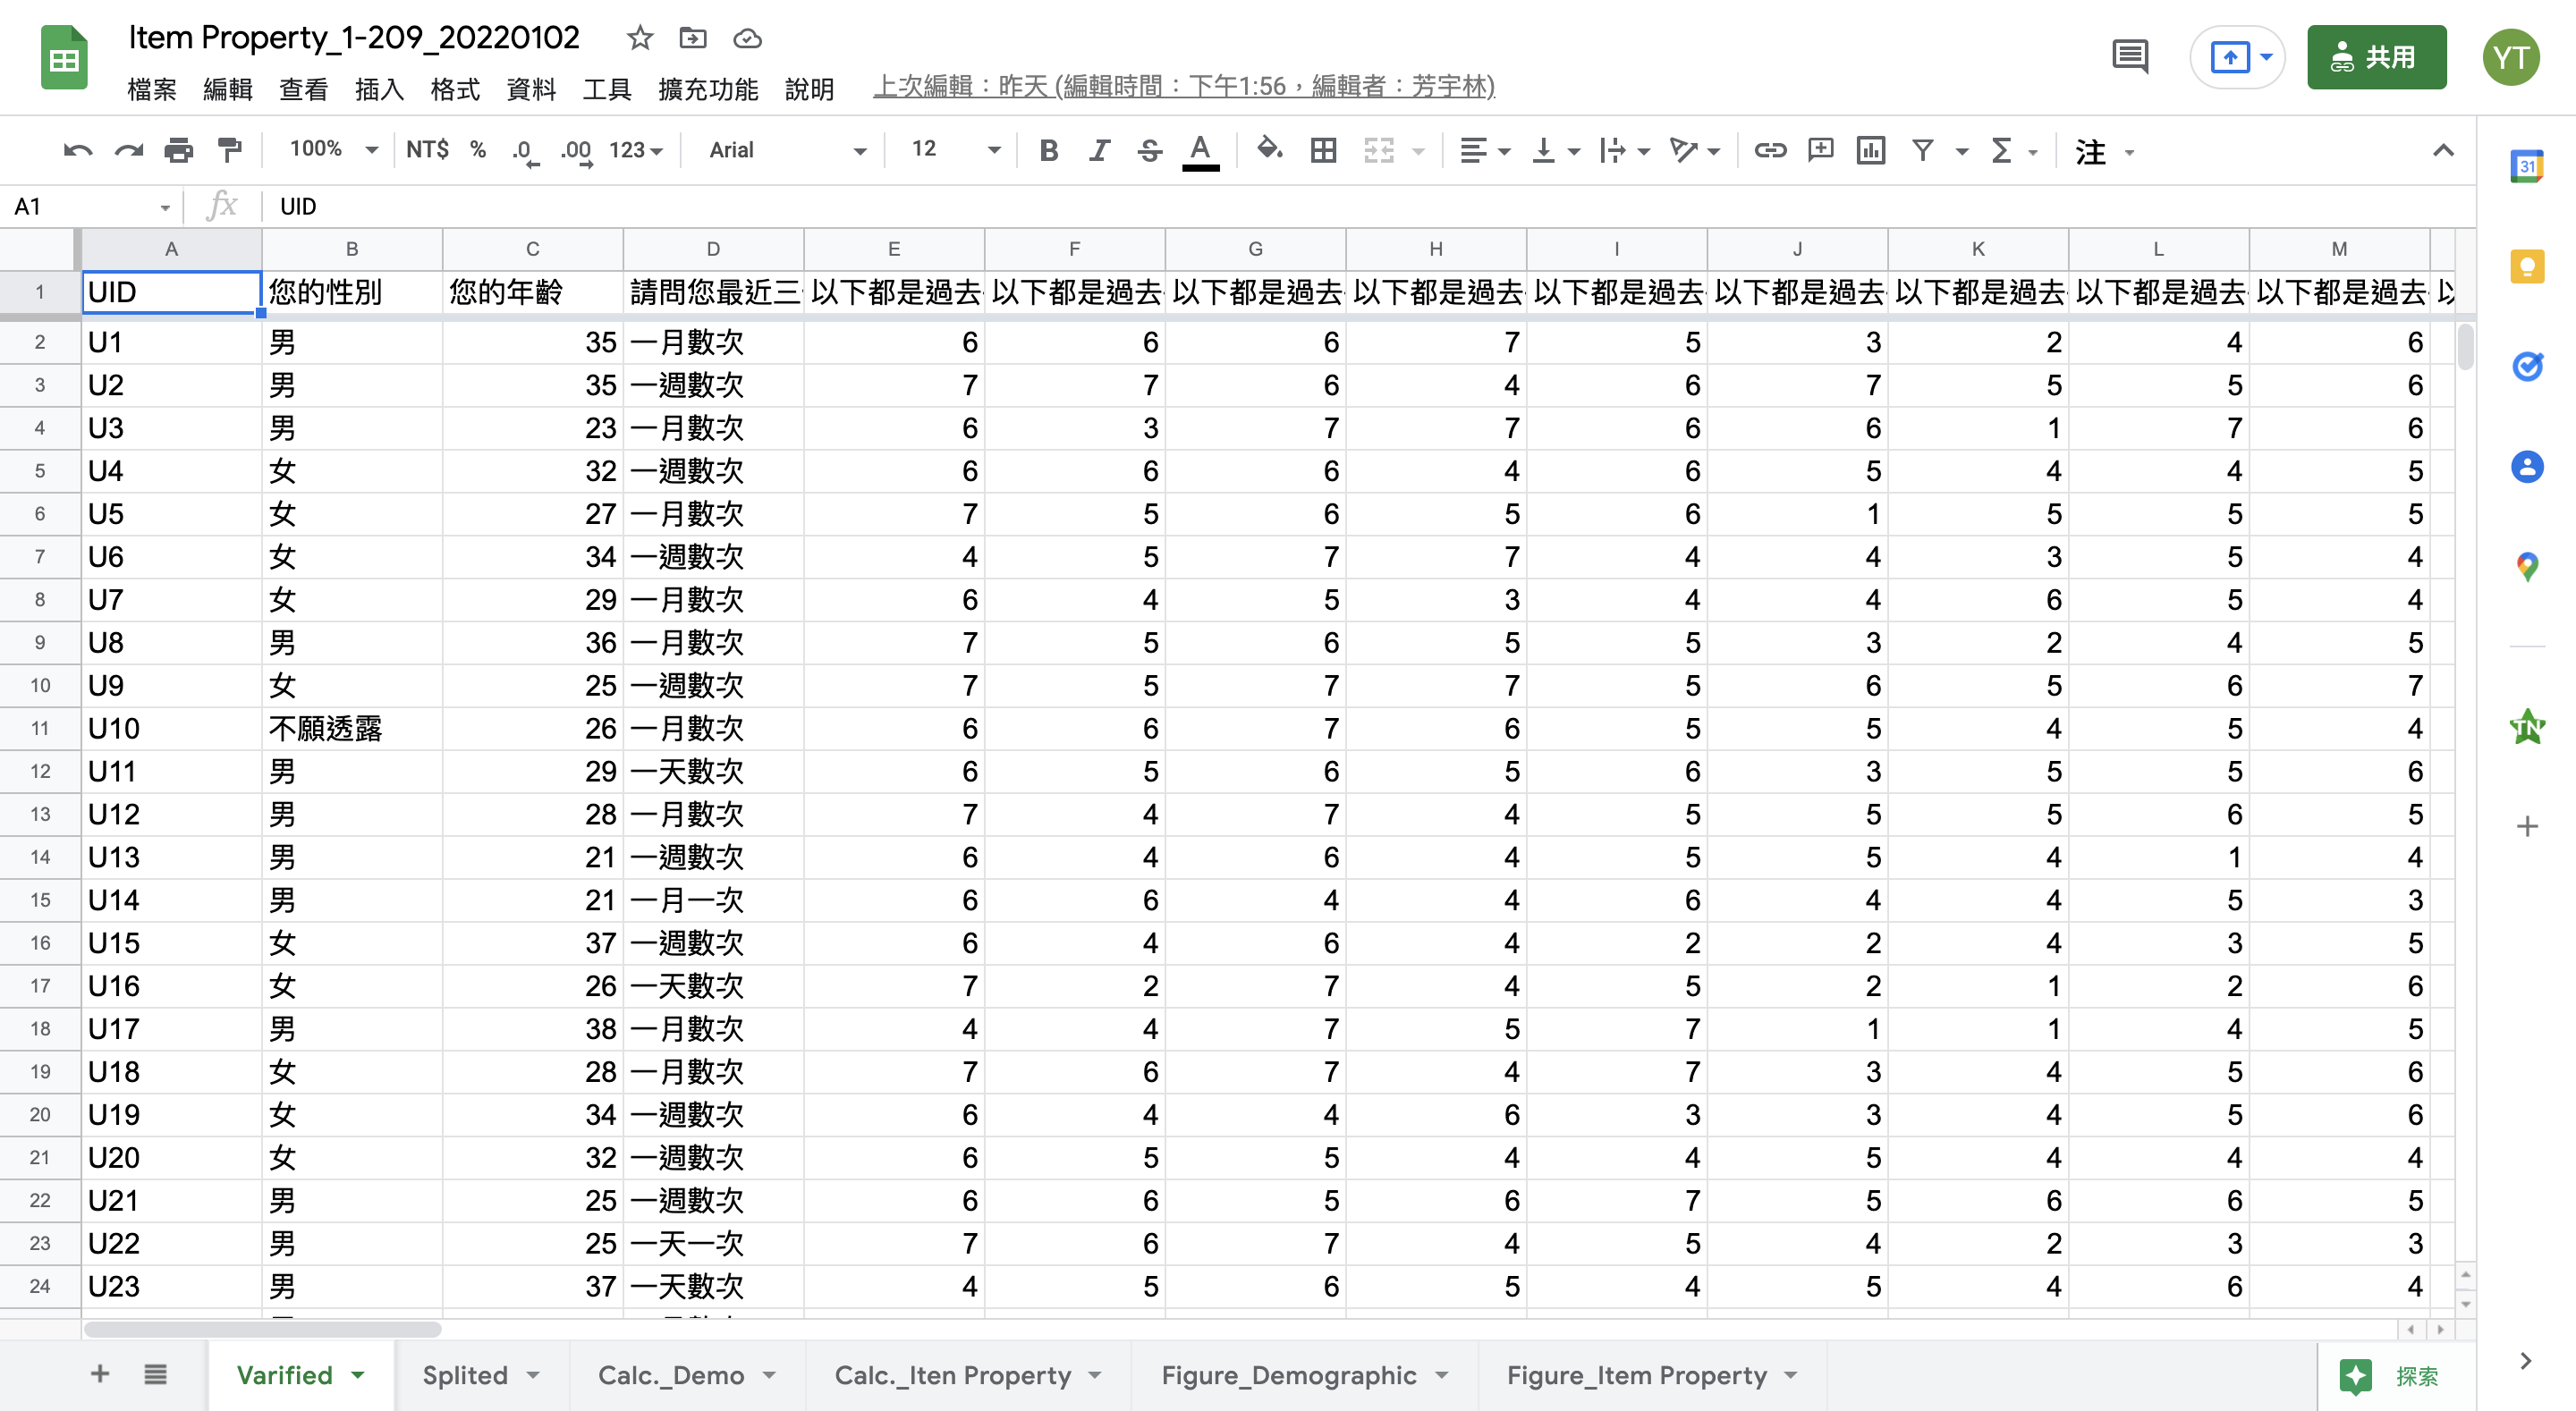 Item Property_1-209_20220102
檔案 編輯 查看 插入 格式 資料 工具 擴充功能 說明 上次編輯：昨天 (編輯時間：下午1:56，編輯者：芳宇林)
共用
YT
100% NT$ % .0 .00 123 Arial 12 B I S A 注
31
A1 fx UID
A B C D E F G H I J K L M
1 UID 您的性別 您的年齡 請問您最近三 以下都是過去 以下都是過去 以下都是過去 以下都是過去 以下都是過去 以下都是過去 以下都是過去 以下都是過去 以下都是過去 以
2 U1 男 35 一月數次 6 6 6 7 5 3 2 4 6
3 U2 男 35 一週數次 7 7 6 4 6 7 5 5 6
4 U3 男 23 一月數次 6 3 7 7 6 6 1 7 6
5 U4 女 32 一週數次 6 6 6 4 6 5 4 4 5
6 U5 女 27 一月數次 7 5 6 5 6 1 5 5 5
7 U6 女 34 一週數次 4 5 7 7 4 4 3 5 4
8 U7 女 29 一月數次 6 4 5 3 4 4 6 5 4
9 U8 男 36 一月數次 7 5 6 5 5 3 2 4 5
10 U9 女 25 一週數次 7 5 7 7 5 6 5 6 7
11 U10 不願透露 26 一月數次 6 6 7 6 5 5 4 5 4
12 U11 男 29 一天數次 6 5 6 5 6 3 5 5 6
13 U12 男 28 一月數次 7 4 7 4 5 5 5 6 5
14 U13 男 21 一週數次 6 4 6 4 5 5 4 1 4
15 U14 男 21 一月一次 6 6 4 4 6 4 4 5 3
16 U15 女 37 一週數次 6 4 6 4 2 2 4 3 5
17 U16 女 26 一天數次 7 2 7 4 5 2 1 2 6
18 U17 男 38 一月數次 4 4 7 5 7 1 1 4 5
19 U18 女 28 一月數次 7 6 7 4 7 3 4 5 6
20 U19 女 34 一週數次 6 4 4 6 3 3 4 5 6
21 U20 女 32 一週數次 6 5 5 4 4 5 4 4 4
22 U21 男 25 一週數次 6 6 5 6 7 5 6 6 5
23 U22 男 25 一天一次 7 6 7 4 5 4 2 3 3
24 U23 男 37 一天數次 4 5 6 5 4 5 4 6 4
TN
Varified Splited Calc._Demo Calc._Iten Property Figure_Demographic Figure_Item Property 探索